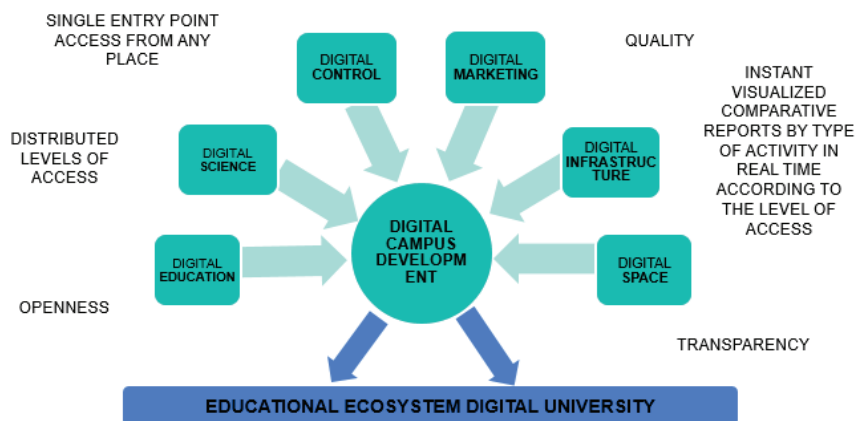 SINGLE ENTRY POINT
ACCESS FROM ANY
PLACE
DIGITAL
CONTROL
DIGITAL
MARKETING
QUALITY
INSTANT
VISUALIZED
COMPARATIVE
REPORTS BY TYPE
OF ACTIVITY IN
REAL TIME
ACCORDING TO
THE LEVEL OF
ACCESS
DISTRIBUTED
LEVELS OF
ACCESS
DIGITAL
SCIENCE
DIGITAL
INFRASTRUC
TURE
DIGITAL
CAMPUS
DEVELOPM
ENT
DIGITAL
EDUCATION
DIGITAL
SPACE
OPENNESS
TRANSPARENCY
EDUCATIONAL ECOSYSTEM DIGITAL UNIVERSITY